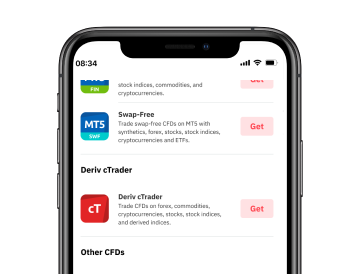 08:34
FIN
stock indices, commodities, and
cryptocurrencies.
Get
Swap-Free
MT5
SWF
Trade swap-free CFDs on MT5 with
synthetics, forex, stocks, stock indices,
cryptocurrencies and ETFs.
Get
Deriv cTrader
cT
Deriv cTrader
Trade CFDs on forex, commodities,
cryptocurrencies, stocks, stock indices,
and derived indices.
Get
Other CFDs